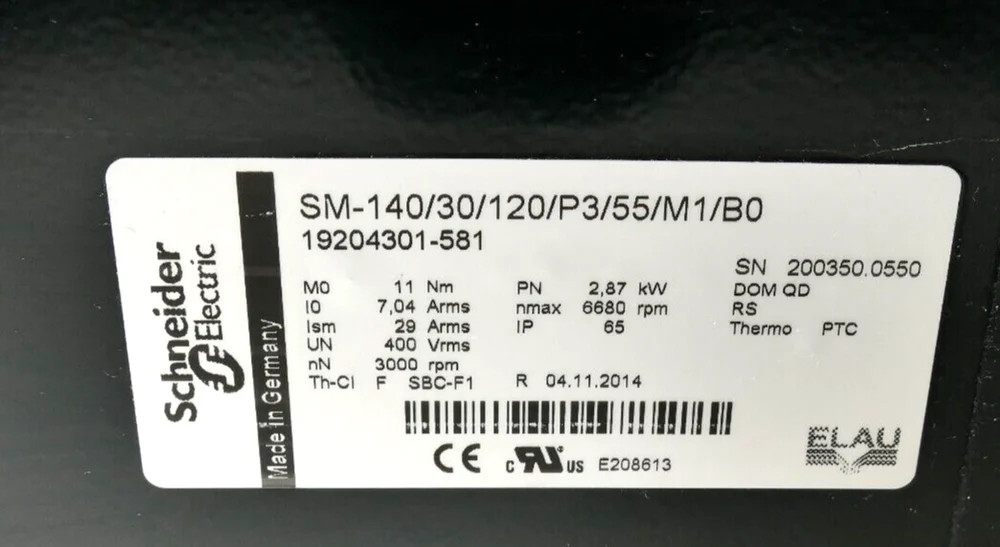 Schneider
Electric
Made in Germany
SM-140/30/120/P3/55/M1/B0
19204301-581
SN 200350.0550
DOM QD
RS
Thermo PTC
M0 11 Nm PN 2,87 kW
I0 7,04 Arms nmax 6680 rpm
Ism 29 Arms IP 65
UN 400 Vrms
nN 3000 rpm
Th-Cl F SBC-F1 R 04.11.2014
CE c RU US E208613
ELAU